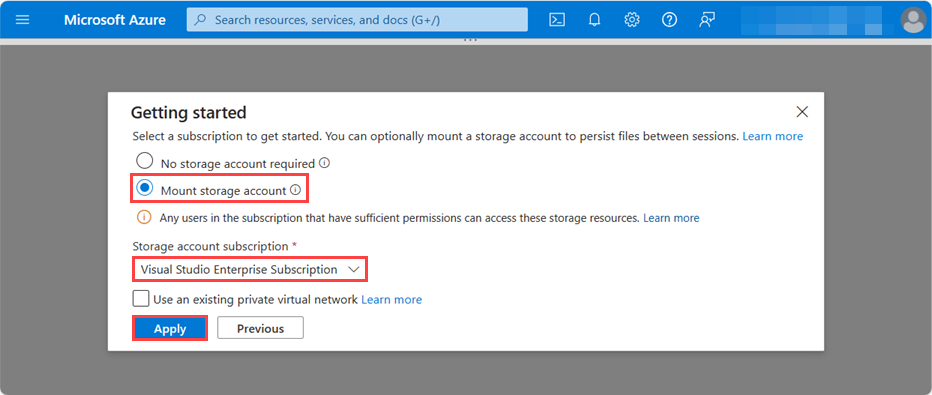 Microsoft Azure
Search resources, services, and docs (G+/)
Getting started
Select a subscription to get started. You can optionally mount a storage account to persist files between sessions. Learn more
No storage account required
Mount storage account
Any users in the subscription that have sufficient permissions can access these storage resources. Learn more
Storage account subscription *
Visual Studio Enterprise Subscription
Use an existing private virtual network Learn more
Apply Previous